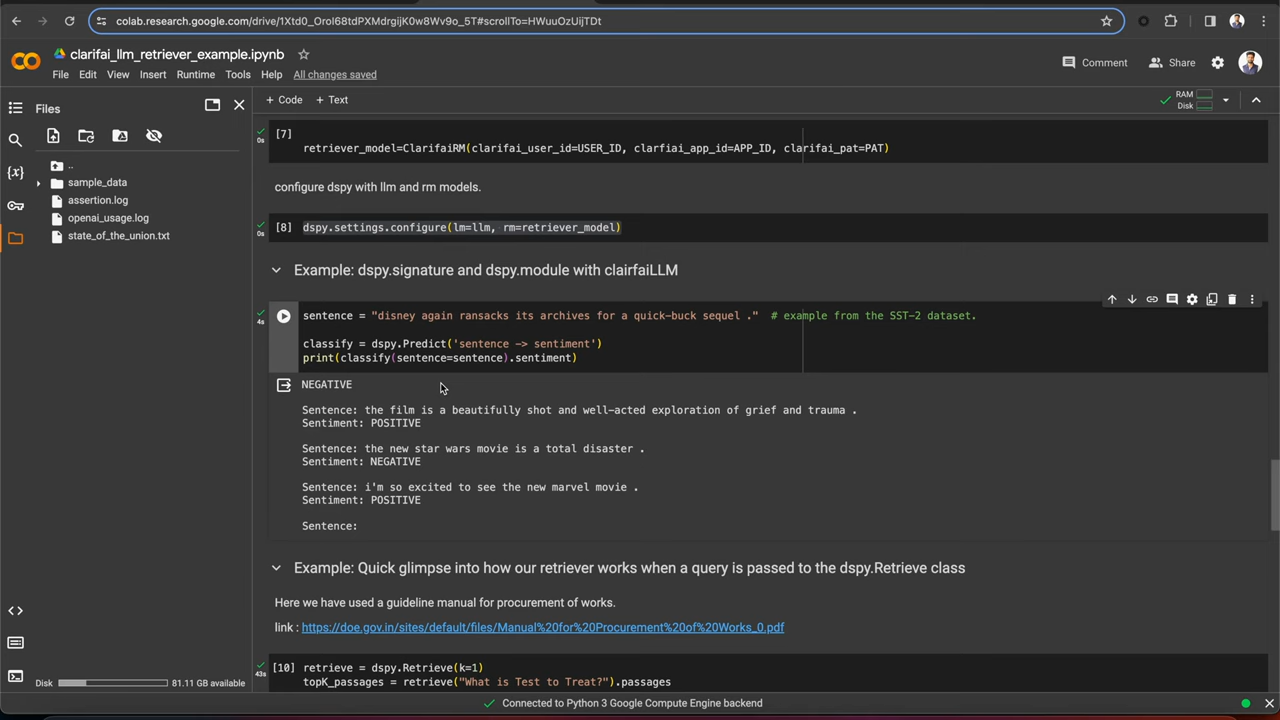 colab.research.google.com/drive/1Xtd0_OroI68tdPXMdrgijK0w8Wv9o_5T#scrollTo=HWuuOzUijTDt
clarifai_llm_retriever_example.ipynb
File Edit View Insert Runtime Tools Help All changes saved
Comment
Share
Files
+ Code + Text
RAM
Disk
..
sample_data
assertion.log
openai_usage.log
state_of_the_union.txt
[7]
0s
retriever_model=ClarifaiRM(clarifai_user_id=USER_ID, clarfiai_app_id=APP_ID, clarifai_pat=PAT)
configure dspy with llm and rm models.
[8] dspy.settings.configure(lm=llm, rm=retriever_model)
0s
Example: dspy.signature and dspy.module with clairfaiLLM
sentence = "disney again ransacks its archives for a quick-buck sequel ." # example from the SST-2 dataset.
4s
classify = dspy.Predict('sentence -> sentiment')
print(classify(sentence=sentence).sentiment)
NEGATIVE
Sentence: the film is a beautifully shot and well-acted exploration of grief and trauma .
Sentiment: POSITIVE
Sentence: the new star wars movie is a total disaster .
Sentiment: NEGATIVE
Sentence: i'm so excited to see the new marvel movie .
Sentiment: POSITIVE
Sentence:
Example: Quick glimpse into how our retriever works when a query is passed to the dspy.Retrieve class
Here we have used a guideline manual for procurement of works.
link : https://doe.gov.in/sites/default/files/Manual%20for%20Procurement%20of%20Works_0.pdf
[10] retrieve = dspy.Retrieve(k=1)
43s
topK_passages = retrieve("What is Test to Treat?").passages
Disk 81.11 GB available
Connected to Python 3 Google Compute Engine backend